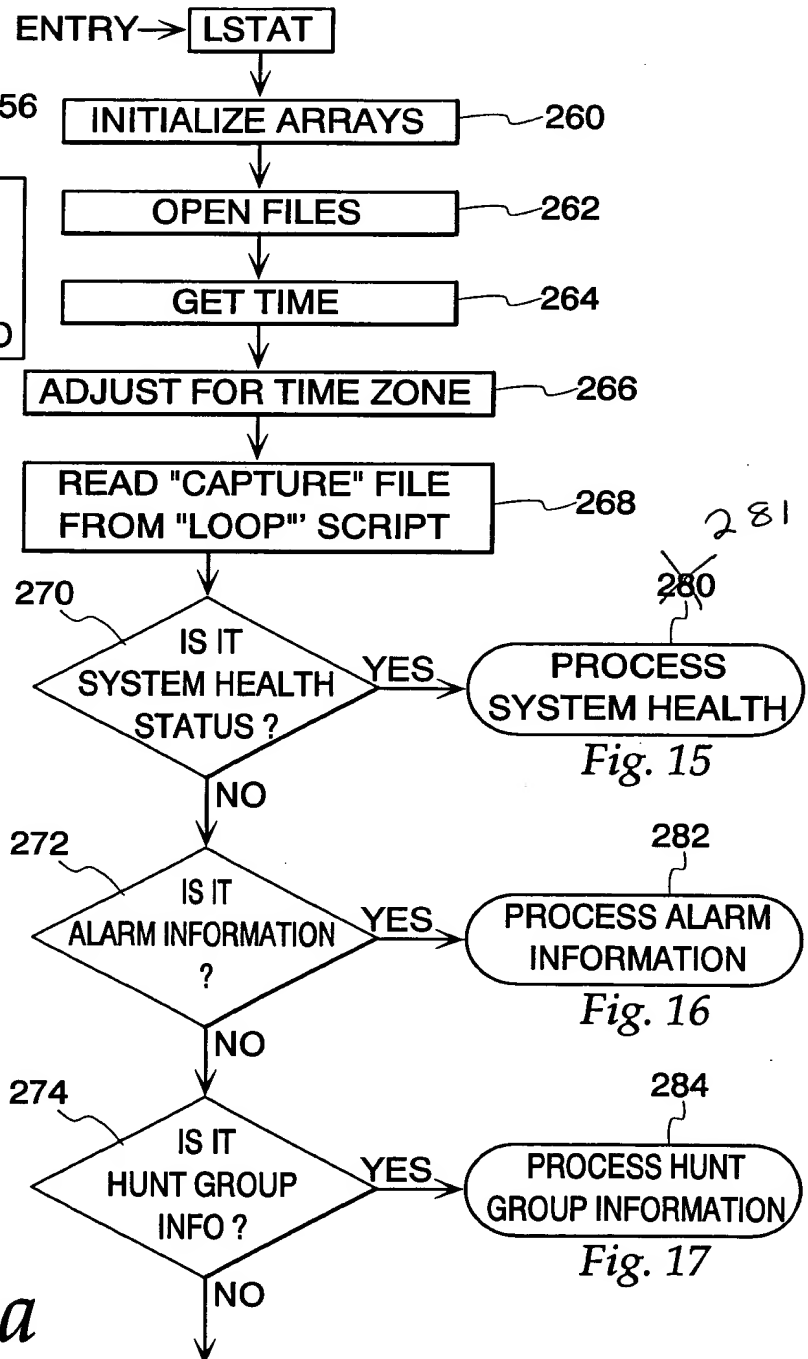 ENTRY LSTAT
56
INITIALIZE ARRAYS 260
OPEN FILES 262
GET TIME 264
ADJUST FOR TIME ZONE 266
READ "CAPTURE" FILE
FROM "LOOP"' SCRIPT
268
281
280
270
IS IT
SYSTEM HEALTH
STATUS ?
YES
PROCESS
SYSTEM HEALTH
Fig. 15
NO
272
IS IT
ALARM INFORMATION
?
YES
282
PROCESS ALARM
INFORMATION
Fig. 16
NO
274
IS IT
HUNT GROUP
INFO ?
YES
284
PROCESS HUNT
GROUP INFORMATION
Fig. 17
NO
a